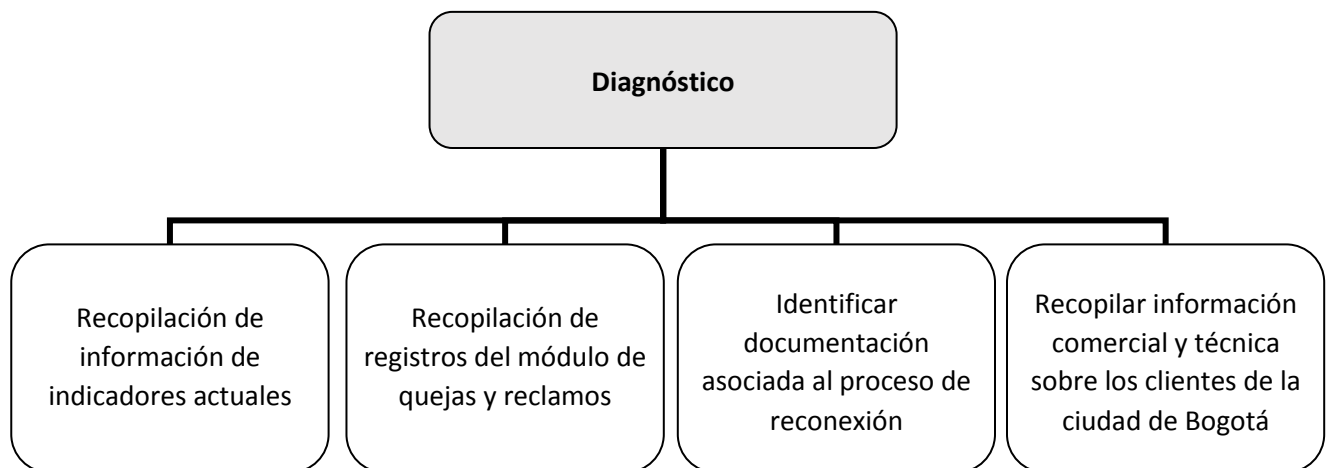 Diagnóstico
Recopilación de
información de
indicadores actuales
Recopilación de
registros del módulo de
quejas y reclamos
Identificar
documentación
asociada al proceso de
reconexión
Recopilar información
comercial y técnica
sobre los clientes de la
ciudad de Bogotá